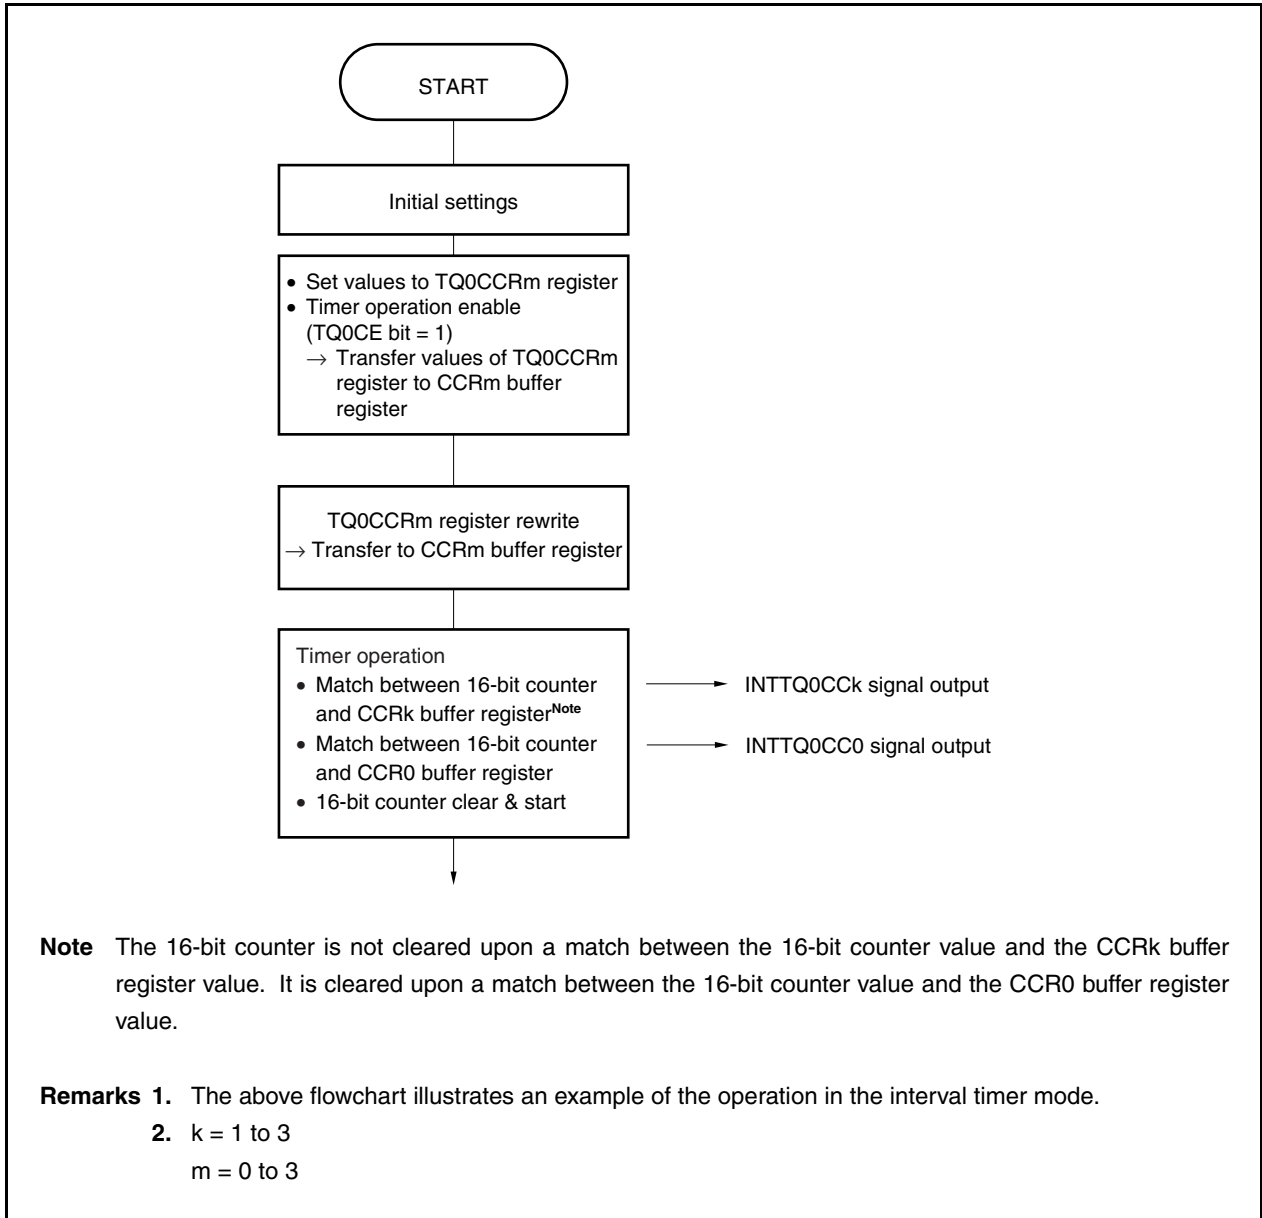 START
Initial settings
• Set values to TQ0CCRm register
• Timer operation enable
(TQ0CE bit = 1)
→ Transfer values of TQ0CCRm
register to CCRm buffer
register
TQ0CCRm register rewrite
→ Transfer to CCRm buffer register
Timer operation
• Match between 16-bit counter
and CCRk buffer registerNote
• Match between 16-bit counter
and CCR0 buffer register
• 16-bit counter clear & start
INTTQ0CCk signal output
INTTQ0CC0 signal output
Note The 16-bit counter is not cleared upon a match between the 16-bit counter value and the CCRk buffer
register value. It is cleared upon a match between the 16-bit counter value and the CCR0 buffer register
value.
Remarks 1. The above flowchart illustrates an example of the operation in the interval timer mode.
2. k = 1 to 3
m = 0 to 3